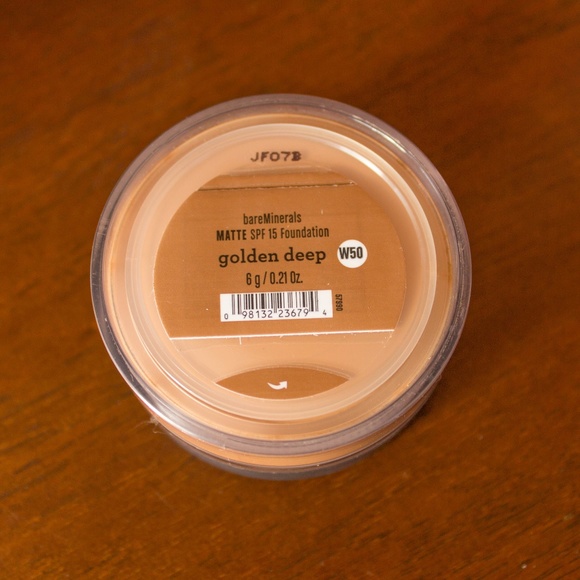 JF07B
bareMinerals
MATTE SPF 15 Foundation
golden deep W50
6 g / 0.21 Oz.
0 98132 23679 4